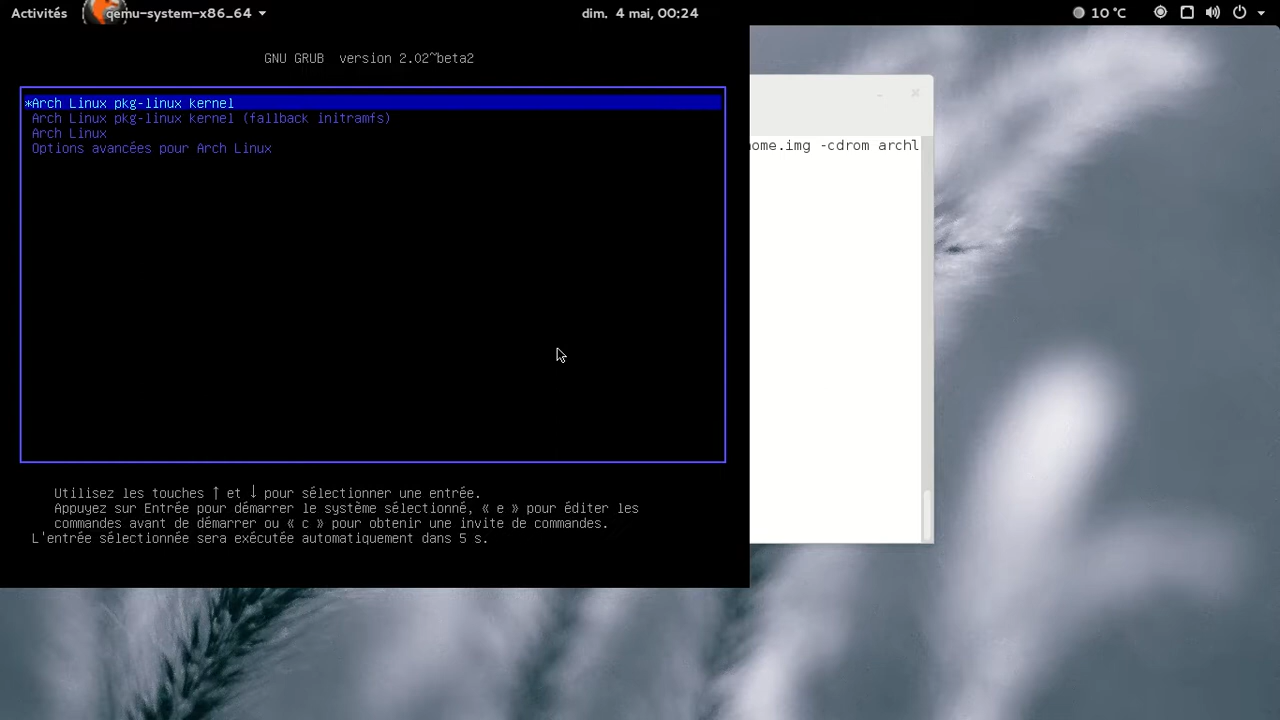 Activités qemu-system-x86_64 dim. 4 mai, 00:24 10 °C
GNU GRUB version 2.02~beta2
*Arch Linux pkg-linux kernel
Arch Linux pkg-linux kernel (fallback initramfs)
Arch Linux
Options avancées pour Arch Linux
ome.img -cdrom archl
Utilisez les touches ↑ et ↓ pour sélectionner une entrée.
Appuyez sur Entrée pour démarrer le système sélectionné, « e » pour éditer les
commandes avant de démarrer ou « c » pour obtenir une invite de commandes.
L'entrée sélectionnée sera exécutée automatiquement dans 5 s.